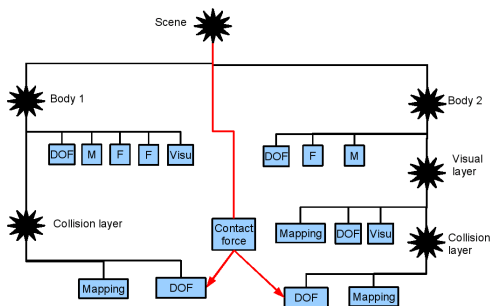 Scene
Body 1
Body 2
DOF M F F Visu
DOF F M
Visual
layer
Collision layer
Contact
force
Mapping DOF Visu
Collision
layer
Mapping
DOF
DOF
Mapping